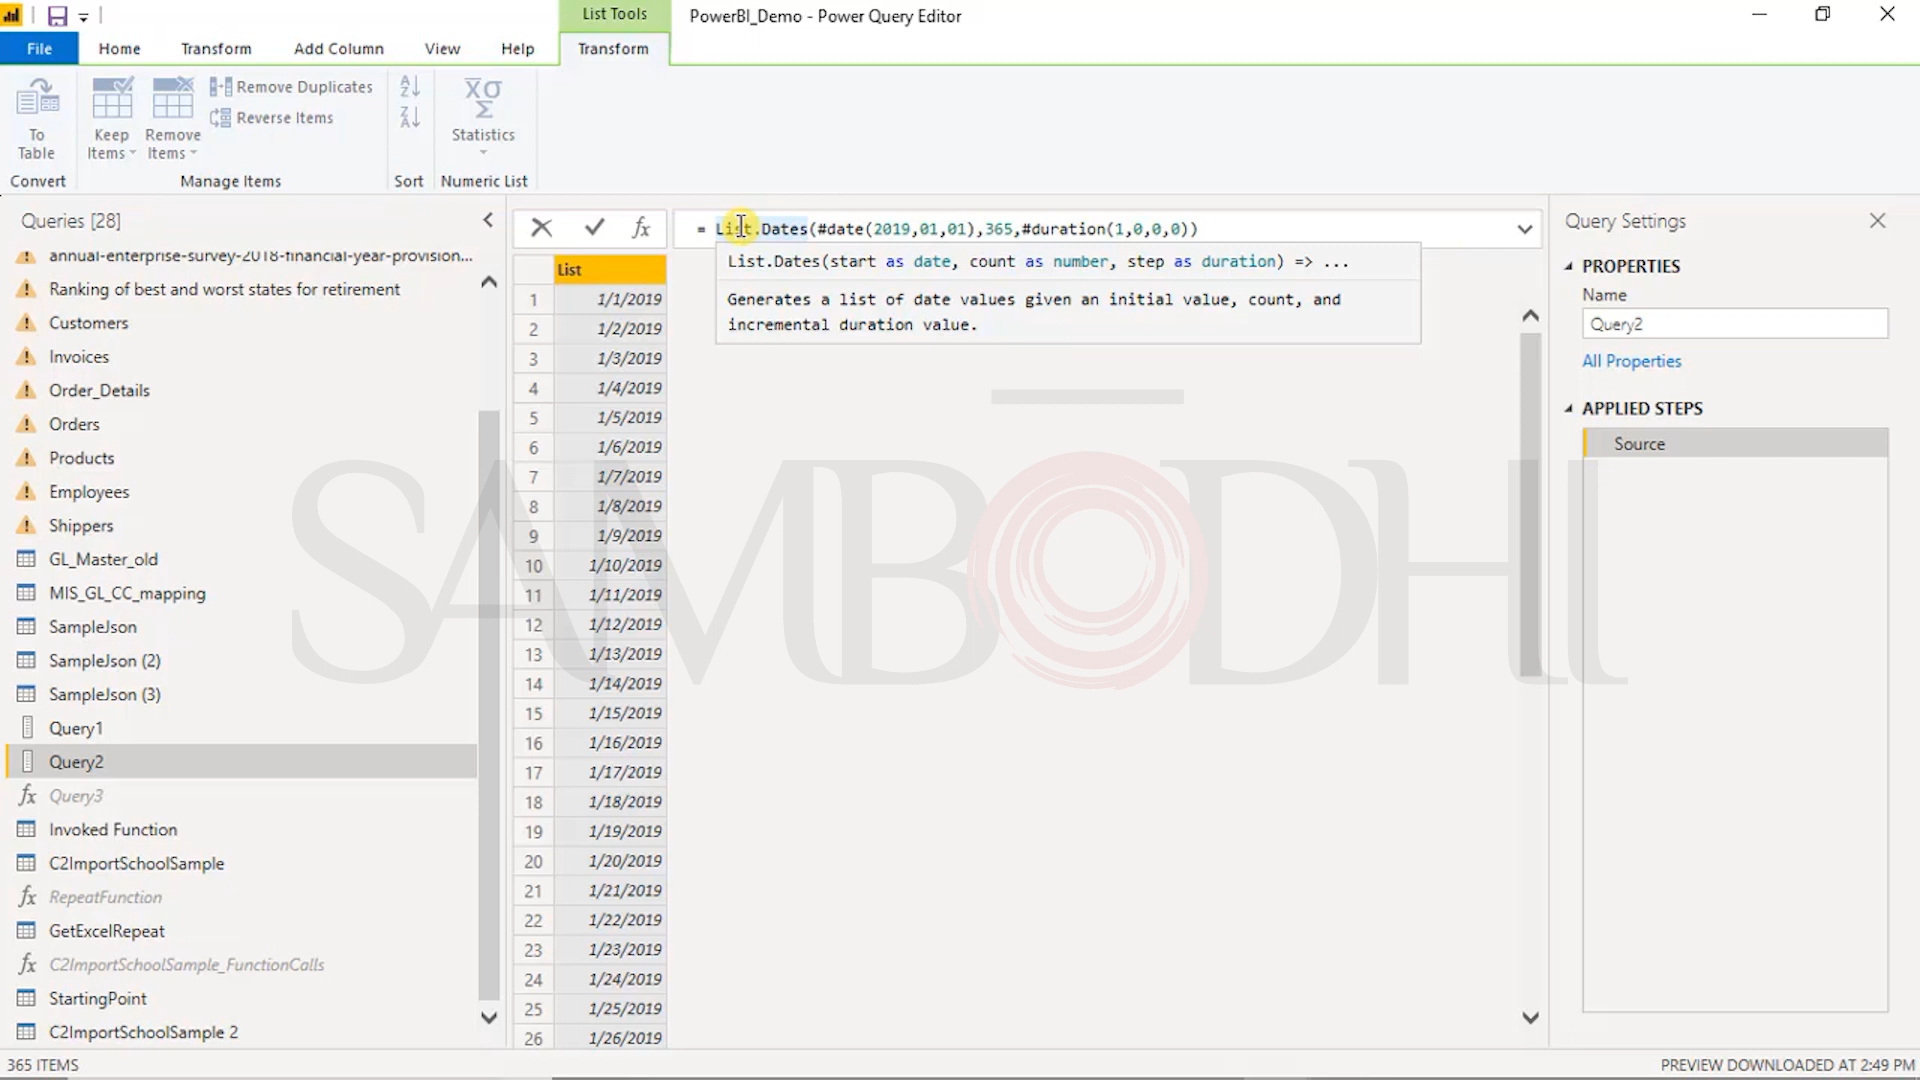 List Tools
PowerBI_Demo - Power Query Editor
File
Home
Transform
Add Column
View
Help
Transform
To Table
Keep Items
Remove Items
Remove Duplicates
Reverse Items
Statistics
Convert
Manage Items
Sort
Numeric List
Queries [28]
= List.Dates(#date(2019,01,01),365,#duration(1,0,0,0))
List.Dates(start as date, count as number, step as duration) => ...
Generates a list of date values given an initial value, count, and
incremental duration value.
annual-enterprise-survey-2018-financial-year-provision...
Ranking of best and worst states for retirement
Customers
Invoices
Order_Details
Orders
Products
Employees
Shippers
GL_Master_old
MIS_GL_CC_mapping
SampleJson
SampleJson (2)
SampleJson (3)
Query1
Query2
Query3
Invoked Function
C2ImportSchoolSample
RepeatFunction
GetExcelRepeat
C2ImportSchoolSample_FunctionCalls
StartingPoint
C2ImportSchoolSample 2
List
1 1/1/2019
2 1/2/2019
3 1/3/2019
4 1/4/2019
5 1/5/2019
6 1/6/2019
7 1/7/2019
8 1/8/2019
9 1/9/2019
10 1/10/2019
11 1/11/2019
12 1/12/2019
13 1/13/2019
14 1/14/2019
15 1/15/2019
16 1/16/2019
17 1/17/2019
18 1/18/2019
19 1/19/2019
20 1/20/2019
21 1/21/2019
22 1/22/2019
23 1/23/2019
24 1/24/2019
25 1/25/2019
26 1/26/2019
SAMBODHI
Query Settings
PROPERTIES
Name
Query2
All Properties
APPLIED STEPS
Source
365 ITEMS
PREVIEW DOWNLOADED AT 2:49 PM